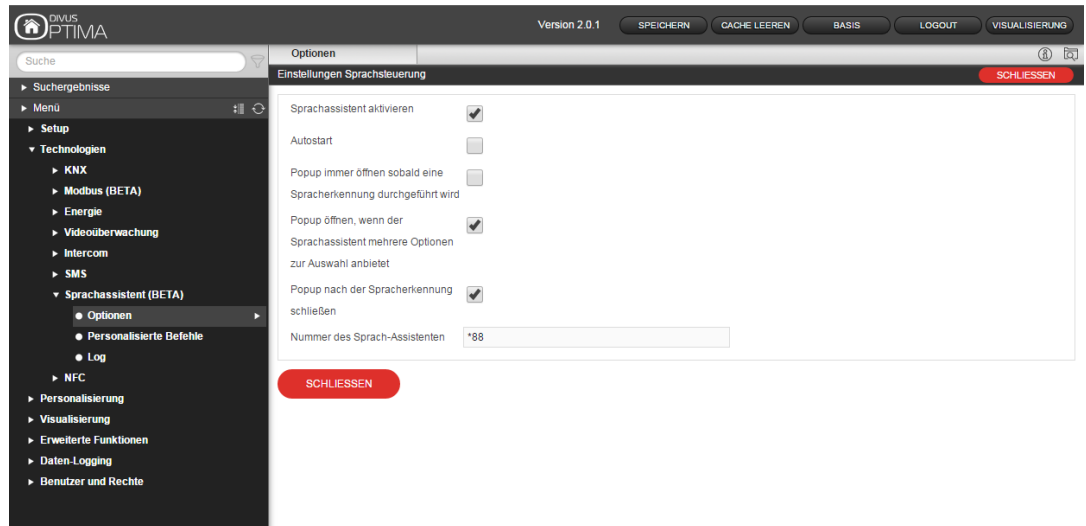 DIVUS
OPTIMA
Version 2.0.1
SPEICHERN
CACHE LEEREN
BASIS
LOGOUT
VISUALISIERUNG
Suche
Suchergebnisse
Menü
Setup
Technologien
KNX
Modbus (BETA)
Energie
Videoüberwachung
Intercom
SMS
Sprachassistent (BETA)
Optionen
Personalisierte Befehle
Log
NFC
Personalisierung
Visualisierung
Erweiterte Funktionen
Daten-Logging
Benutzer und Rechte
Optionen
Einstellungen Sprachsteuerung
SCHLIESSEN
Sprachassistent aktivieren
Autostart
Popup immer öffnen sobald eine
Spracherkennung durchgeführt wird
Popup öffnen, wenn der
Sprachassistent mehrere Optionen
zur Auswahl anbietet
Popup nach der Spracherkennung
schließen
Nummer des Sprach-Assistenten
*88
SCHLIESSEN